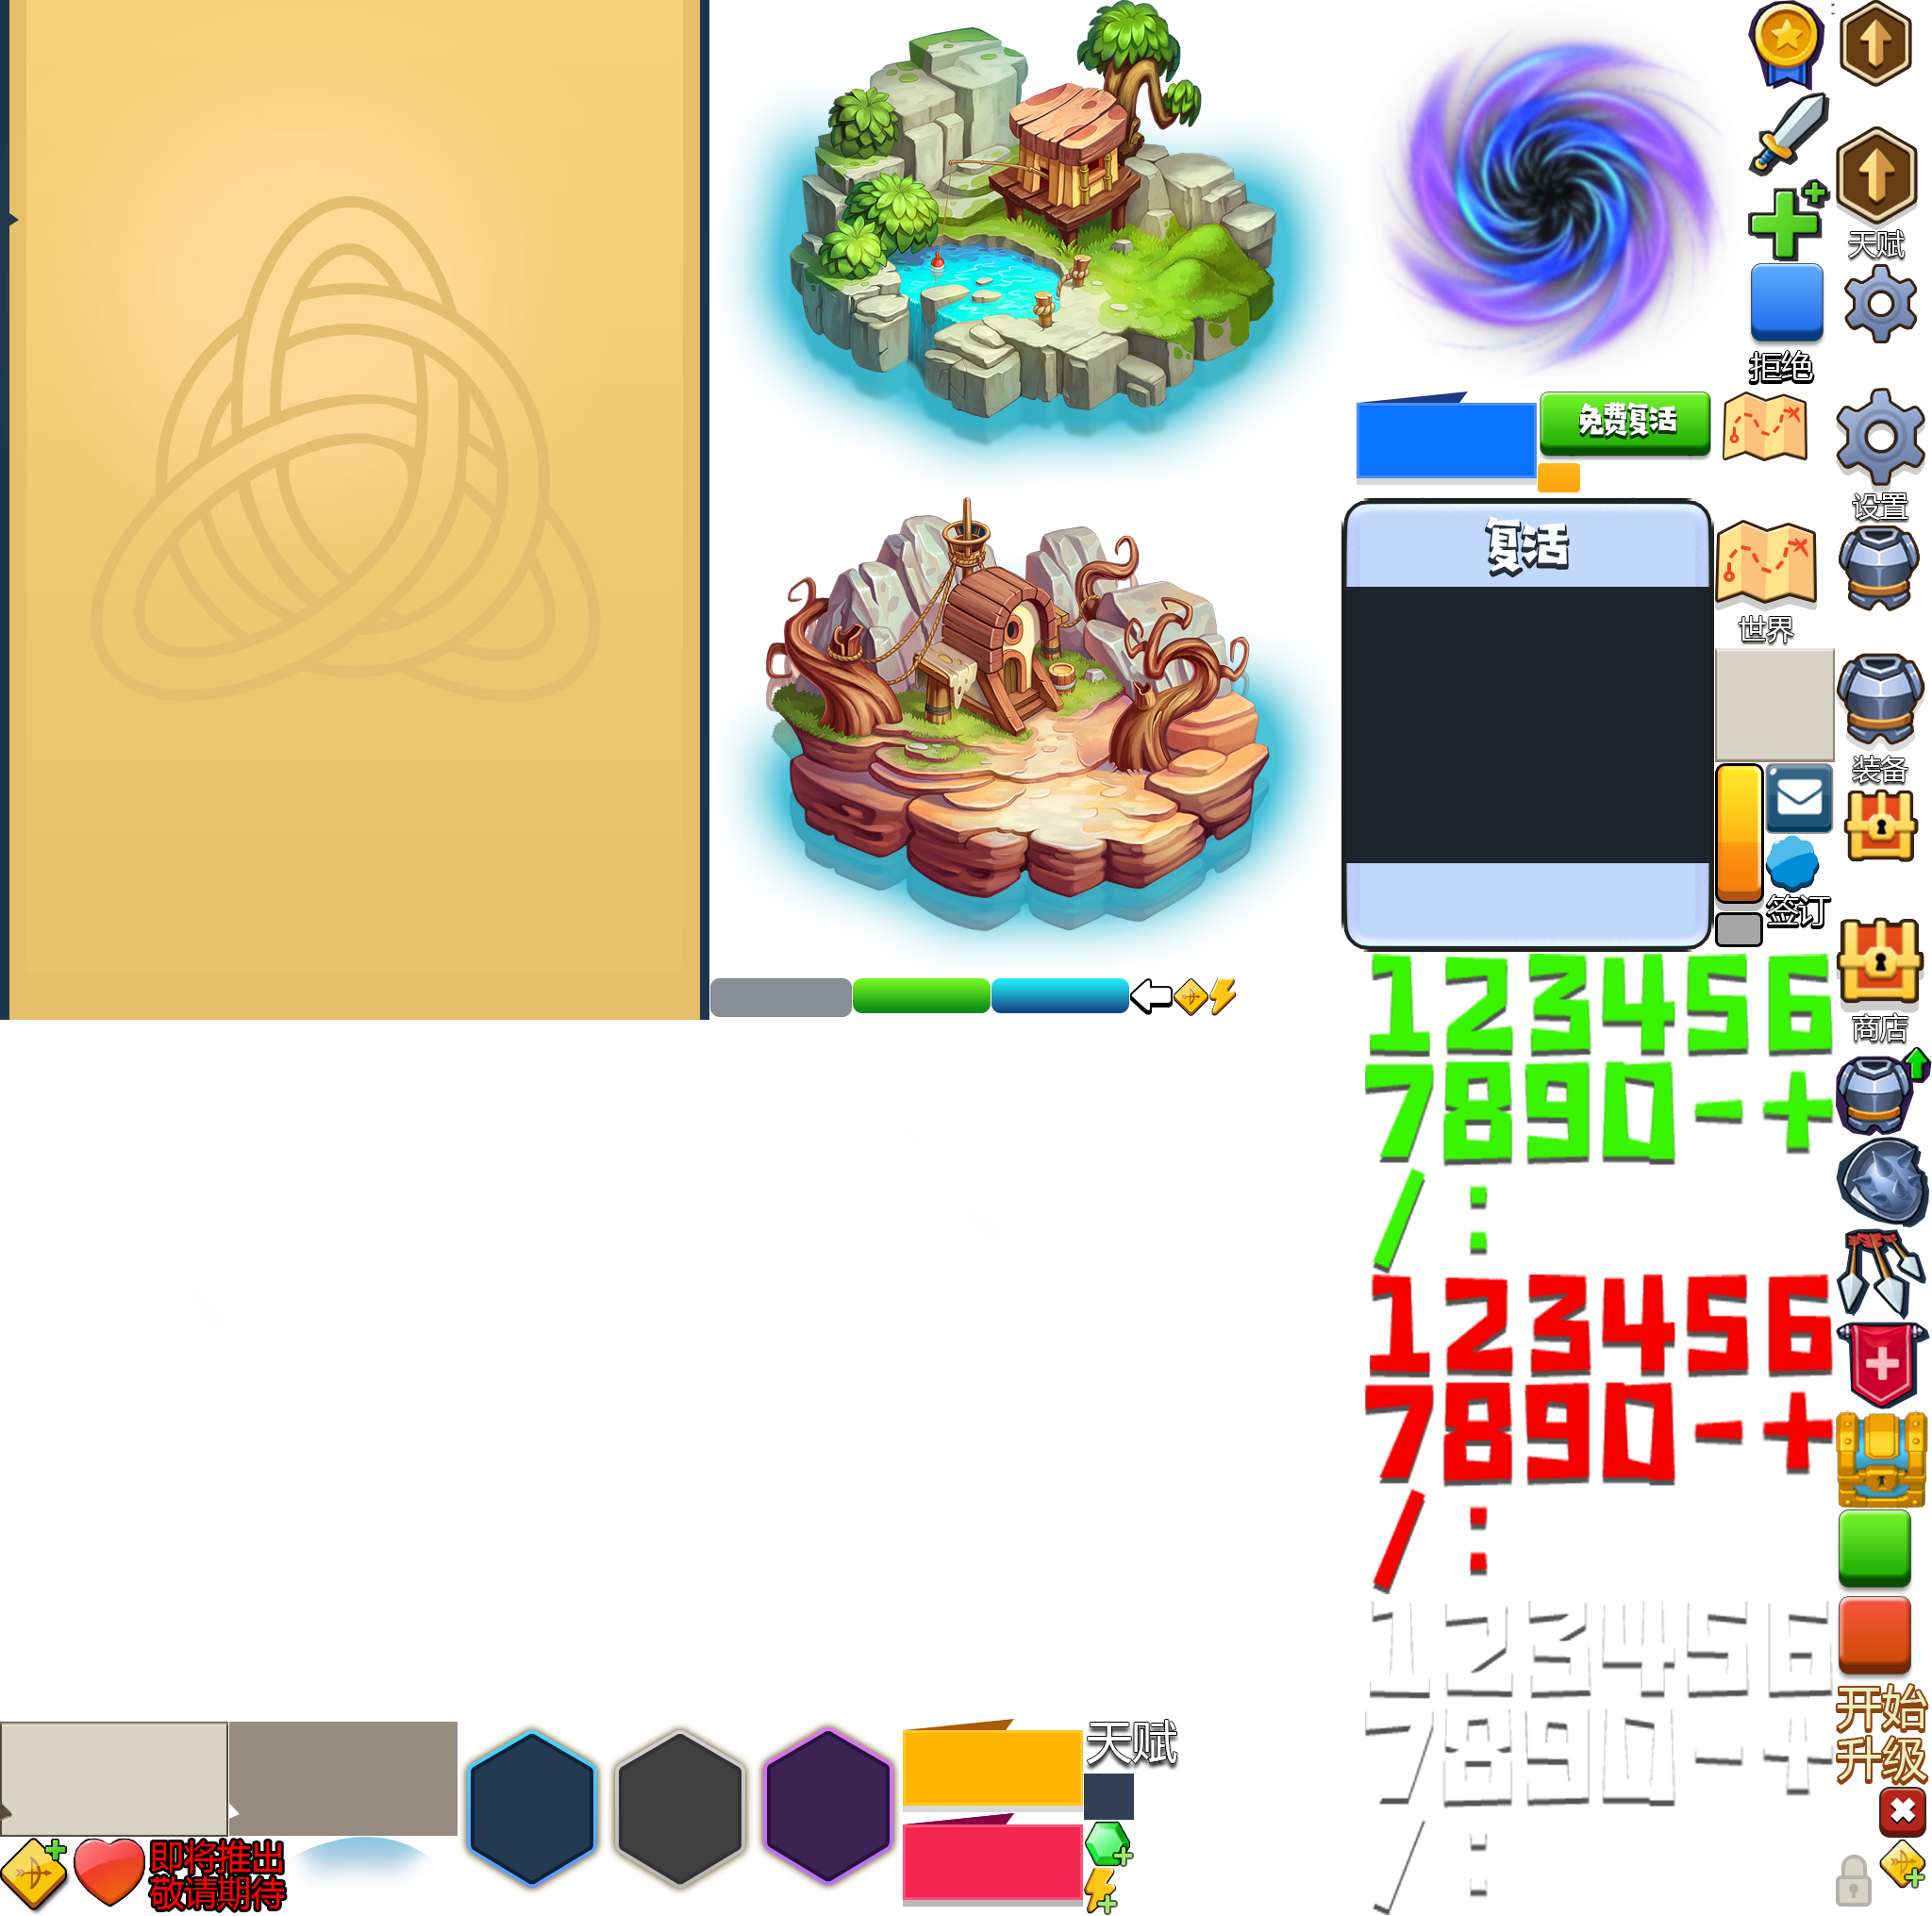 天赋
拒绝
免费复活
设置
复活
世界
装备
签订
商店
123456
7890-+
/:
123456
7890-+
/:
123456
7890-+
/:
开始
升级
天赋
即将推出
敬请期待